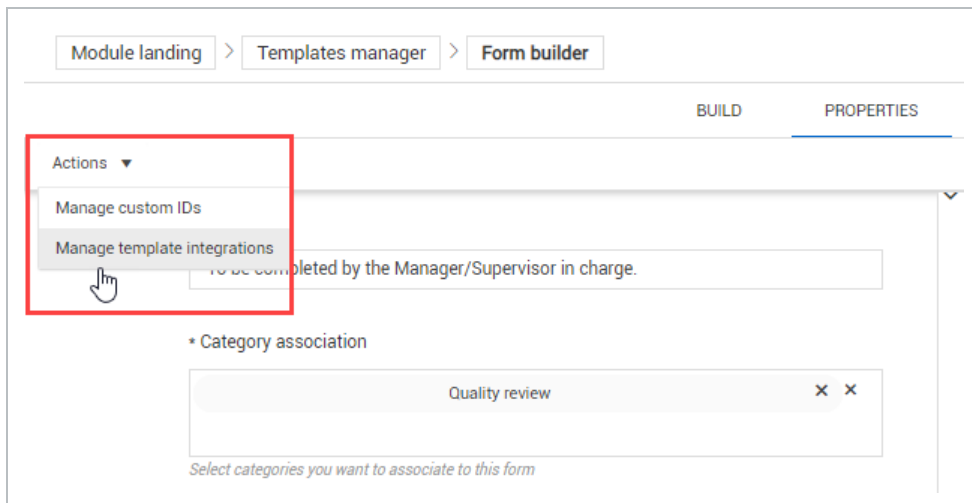 Module landing > Templates manager > Form builder
BUILD PROPERTIES
Actions ▼
Manage custom IDs
Manage template integrations
To be completed by the Manager/Supervisor in charge.
* Category association
Quality review × ×
Select categories you want to associate to this form